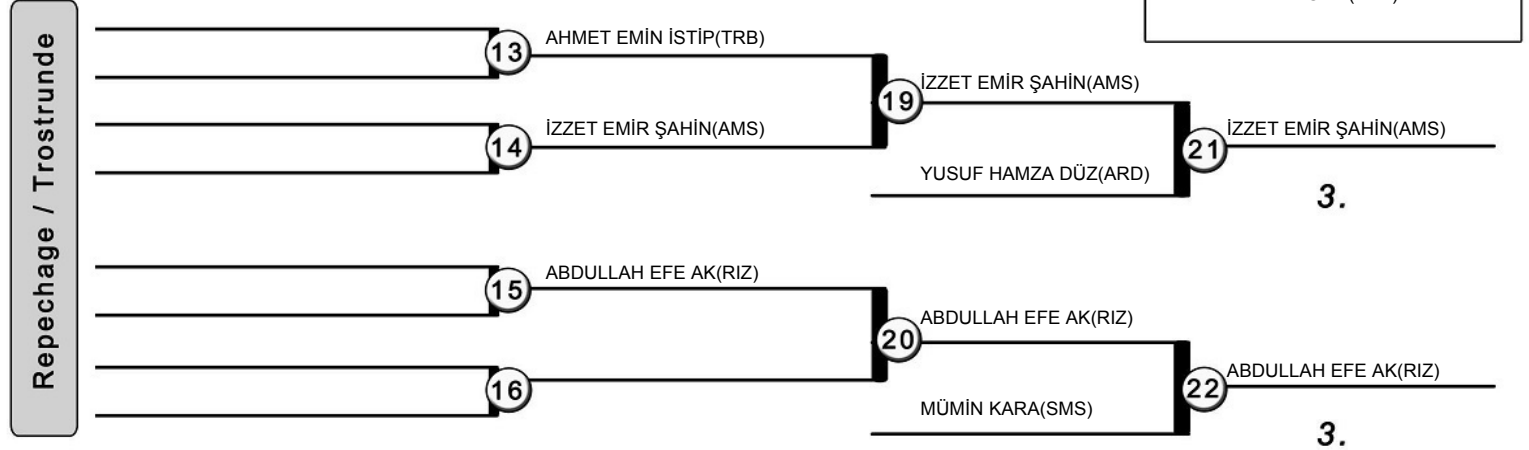 Repechage / Trostrunde
13
AHMET EMİN İSTİP(TRB)
14
İZZET EMİR ŞAHİN(AMS)
19
İZZET EMİR ŞAHİN(AMS)
YUSUF HAMZA DÜZ(ARD)
21
İZZET EMİR ŞAHİN(AMS)
3.
15
ABDULLAH EFE AK(RIZ)
16
20
ABDULLAH EFE AK(RIZ)
MÜMİN KARA(SMS)
22
ABDULLAH EFE AK(RIZ)
3.